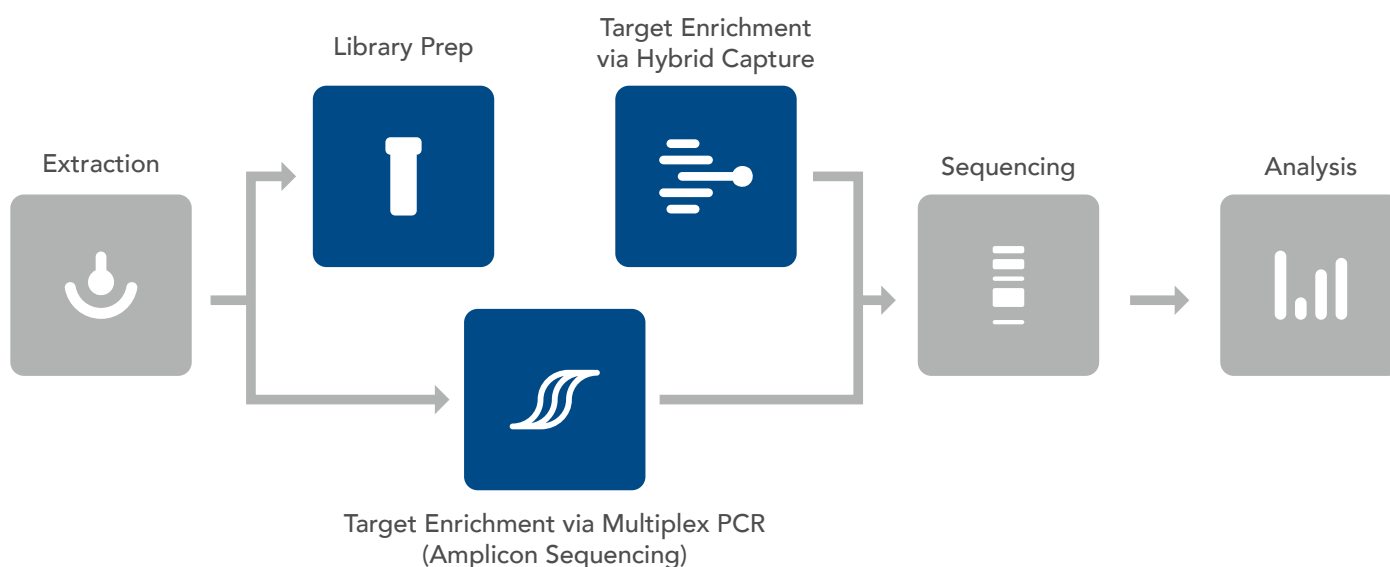 Extraction
Library Prep
Target Enrichment
via Hybrid Capture
Target Enrichment via Multiplex PCR
(Amplicon Sequencing)
Sequencing
Analysis